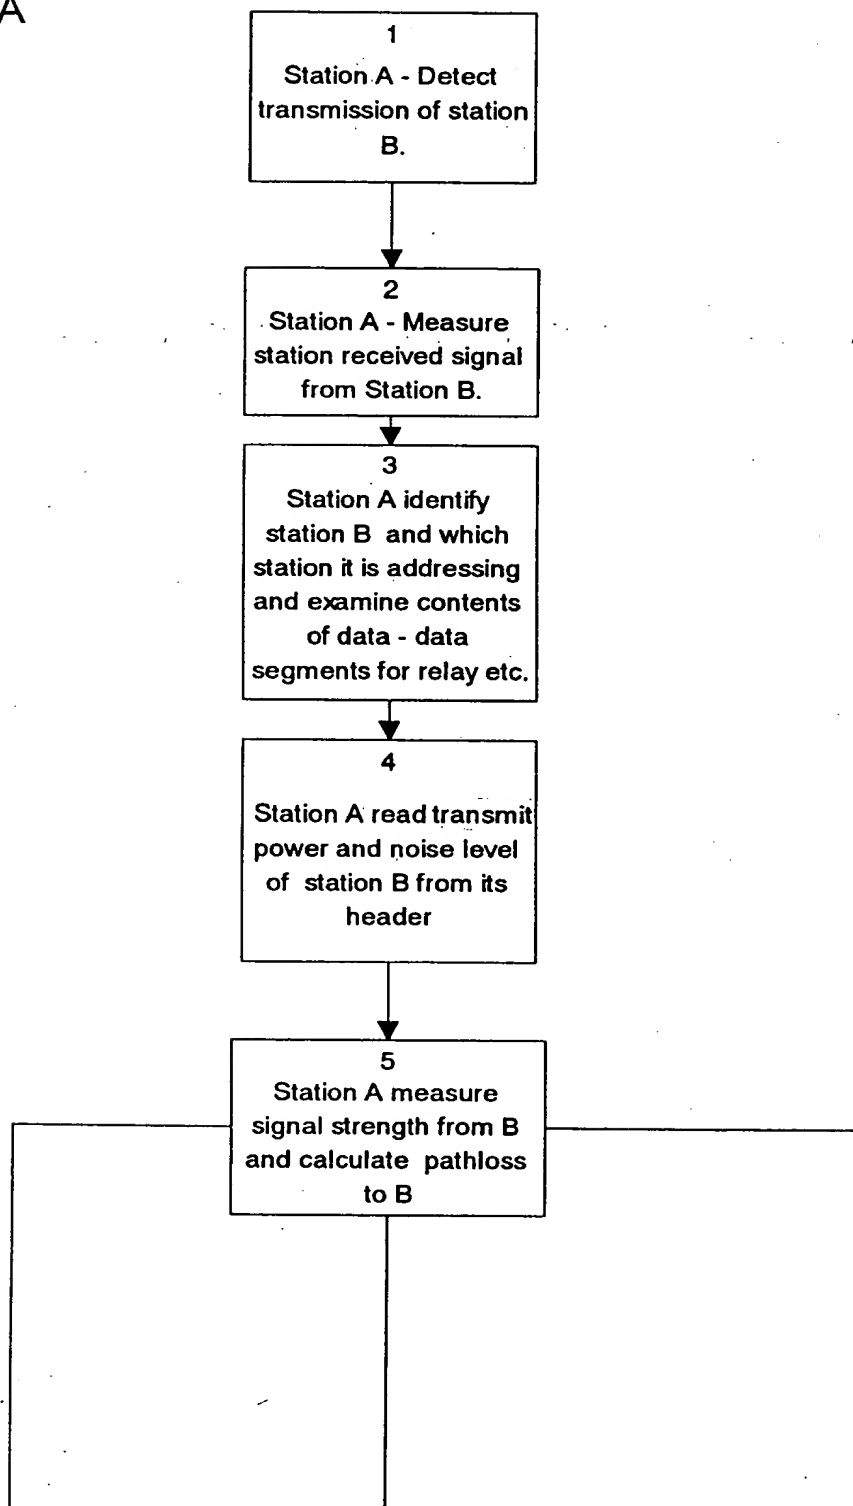 A
1
Station A - Detect
transmission of station
B.
2
Station A - Measure
station received signal
from Station B.
3
Station A identify
station B and which
station it is addressing
and examine contents
of data - data
segments for relay etc.
4
Station A read transmit
power and noise level
of station B from its
header
5
Station A measure
signal strength from B
and calculate pathloss
to B